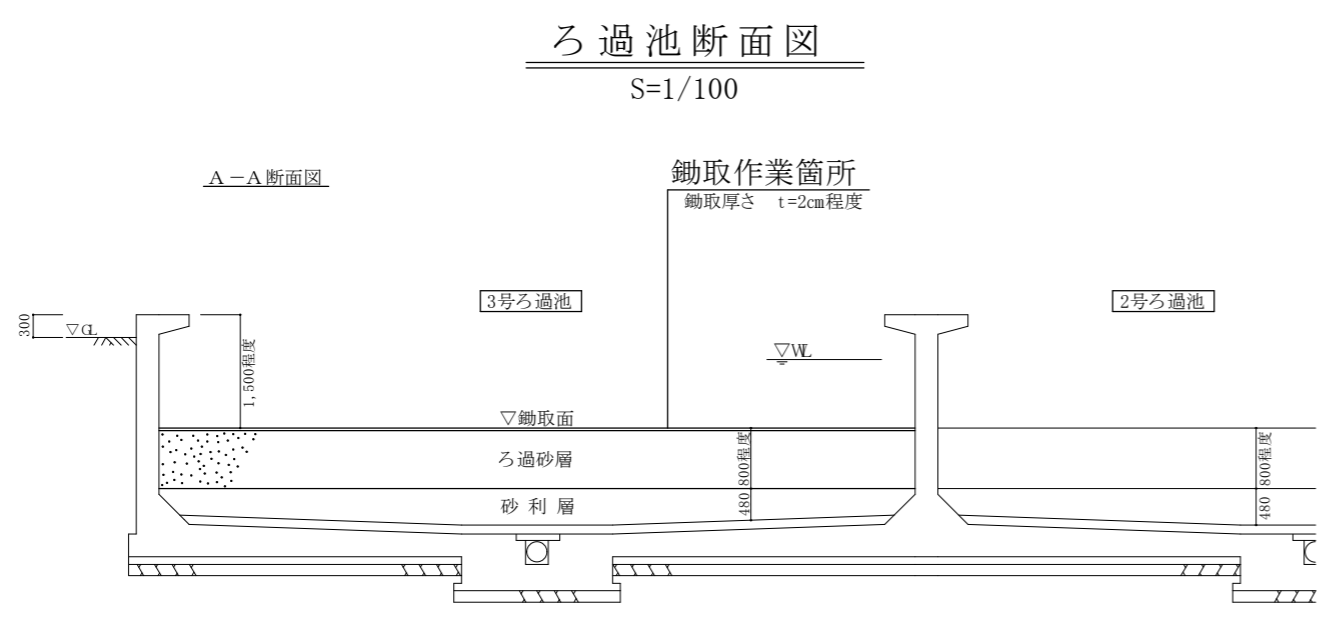 ろ過池断面図
S=1/100
A-A断面図
鋤取作業箇所
鋤取厚さ t=2cm程度
3号ろ過池
2号ろ過池
300
▽GL
1,500程度
▽WL
▽鋤取面
ろ過砂層
800程度
800程度
砂利層
480
480